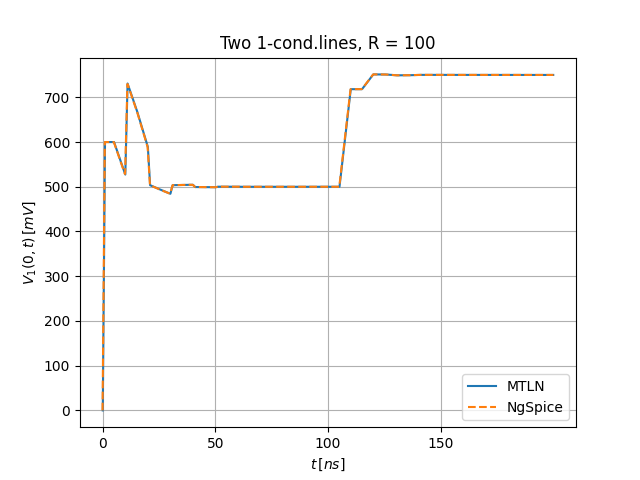 Two 1-cond.lines, R = 100
V₁(0, t) [mV]
700
600
500
400
300
200
100
0
0 50 100 150
t [ns]
MTLN
NgSpice